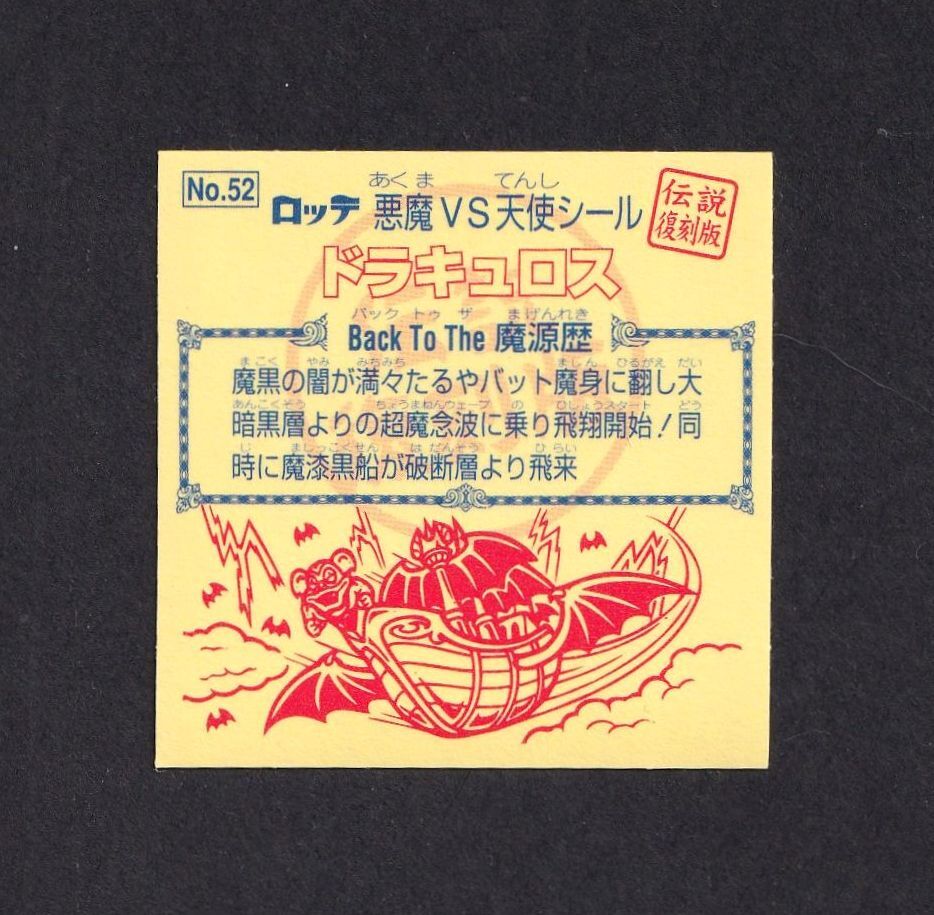 No.52
あくま てんし
ロッテ 悪魔VS天使シール
伝説
復刻版
ドラキュロス
バック トゥ ザ まげんれき
Back To The 魔源歴
まこく やみ みちみち ましん ひるがえ だい
魔黒の闇が満々たるやバット魔身に翻し大
あんこくそう ちょうまねんウェーブ の ひしょうスタート どう
暗黒層よりの超魔念波に乗り飛翔開始!同
じ まじっこくせん はだんそう ひらい
時に魔漆黒船が破断層より飛来